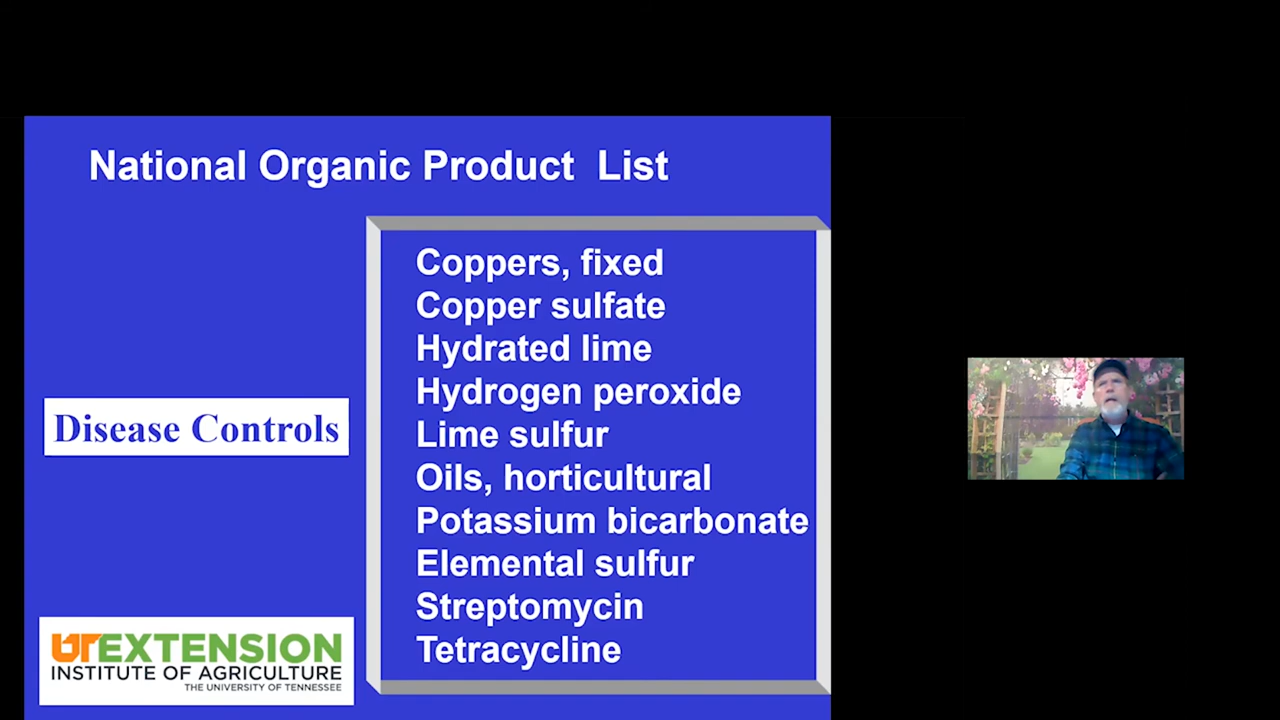 National Organic Product List
Coppers, fixed
Copper sulfate
Hydrated lime
Hydrogen peroxide
Disease Controls
Lime sulfur
Oils, horticultural
Potassium bicarbonate
Elemental sulfur
Streptomycin
Tetracycline
UTEXTENSION
INSTITUTE OF AGRICULTURE
THE UNIVERSITY OF TENNESSEE